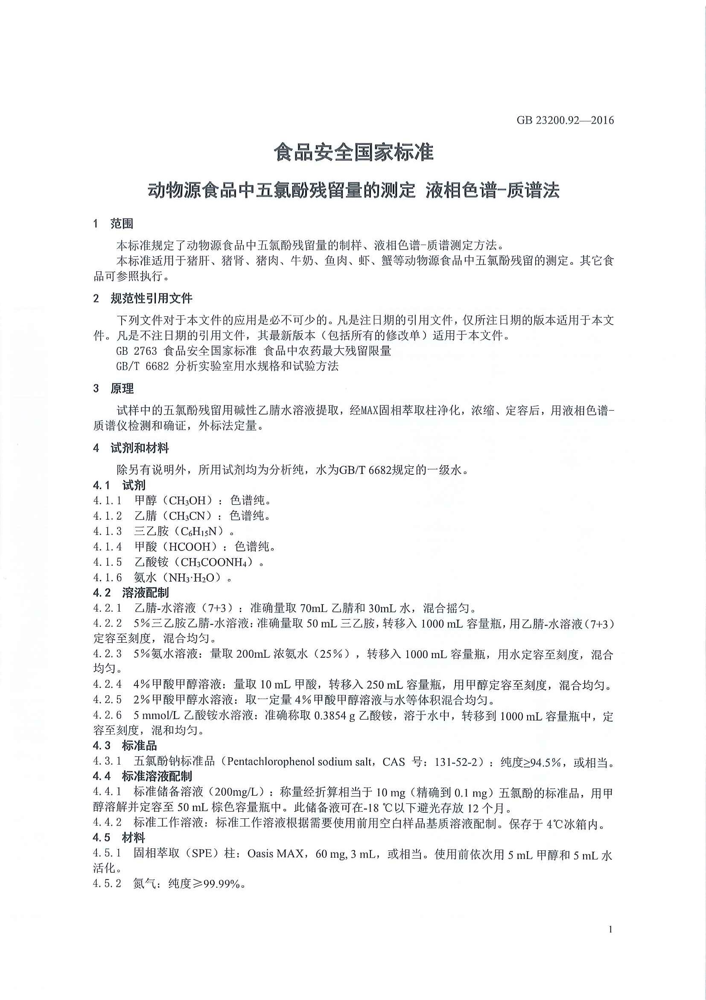 GB 23200.92—2016
食品安全国家标准
动物源食品中五氯酚残留量的测定 液相色谱-质谱法
1 范围
本标准规定了动物源食品中五氯酚残留量的制样、液相色谱-质谱测定方法。
本标准适用于猪肝、猪肾、猪肉、牛奶、鱼肉、虾、蟹等动物源食品中五氯酚残留的测定。其它食
品可参照执行。
2 规范性引用文件
下列文件对于本文件的应用是必不可少的。凡是注日期的引用文件，仅所注日期的版本适用于本文
件。凡是不注日期的引用文件，其最新版本（包括所有的修改单）适用于本文件。
GB 2763 食品安全国家标准 食品中农药最大残留限量
GB/T 6682 分析实验室用水规格和试验方法
3 原理
试样中的五氯酚残留用碱性乙腈水溶液提取，经MAX固相萃取柱净化，浓缩、定容后，用液相色谱-
质谱仪检测和确证，外标法定量。
4 试剂和材料
除另有说明外，所用试剂均为分析纯，水为GB/T 6682规定的一级水。
4.1 试剂
4.1.1 甲醇（CH₃OH）：色谱纯。
4.1.2 乙腈（CH₃CN）：色谱纯。
4.1.3 三乙胺（C₆H₁₅N）。
4.1.4 甲酸（HCOOH）：色谱纯。
4.1.5 乙酸铵（CH₃COONH₄）。
4.1.6 氨水（NH₃·H₂O）。
4.2 溶液配制
4.2.1 乙腈-水溶液（7+3）：准确量取 70mL 乙腈和 30mL 水，混合摇匀。
4.2.2 5%三乙胺乙腈-水溶液：准确量取 50 mL 三乙胺，转移入 1000 mL 容量瓶，用乙腈-水溶液（7+3）
定容至刻度，混合均匀。
4.2.3 5%氨水溶液：量取 200mL 浓氨水（25%），转移入 1000 mL 容量瓶，用水定容至刻度，混合
均匀。
4.2.4 4%甲酸甲醇溶液：量取 10 mL 甲酸，转移入 250 mL 容量瓶，用甲醇定容至刻度，混合均匀。
4.2.5 2%甲酸甲醇水溶液：取一定量 4%甲酸甲醇溶液与水等体积混合均匀。
4.2.6 5 mmol/L 乙酸铵水溶液：准确称取 0.3854 g 乙酸铵，溶于水中，转移到 1000 mL 容量瓶中，定
容至刻度，混和均匀。
4.3 标准品
4.3.1 五氯酚钠标准品（Pentachlorophenol sodium salt，CAS 号：131-52-2）：纯度≥94.5%，或相当。
4.4 标准溶液配制
4.4.1 标准储备溶液（200mg/L）：称量经折算相当于 10 mg（精确到 0.1 mg）五氯酚的标准品，用甲
醇溶解并定容至 50 mL 棕色容量瓶中。此储备液可在-18 ℃以下避光存放 12 个月。
4.4.2 标准工作溶液：标准工作溶液根据需要使用前用空白样品基质溶液配制。保存于 4℃冰箱内。
4.5 材料
4.5.1 固相萃取（SPE）柱：Oasis MAX，60 mg, 3 mL，或相当。使用前依次用 5 mL 甲醇和 5 mL 水
活化。
4.5.2 氮气：纯度≥99.99%。
1